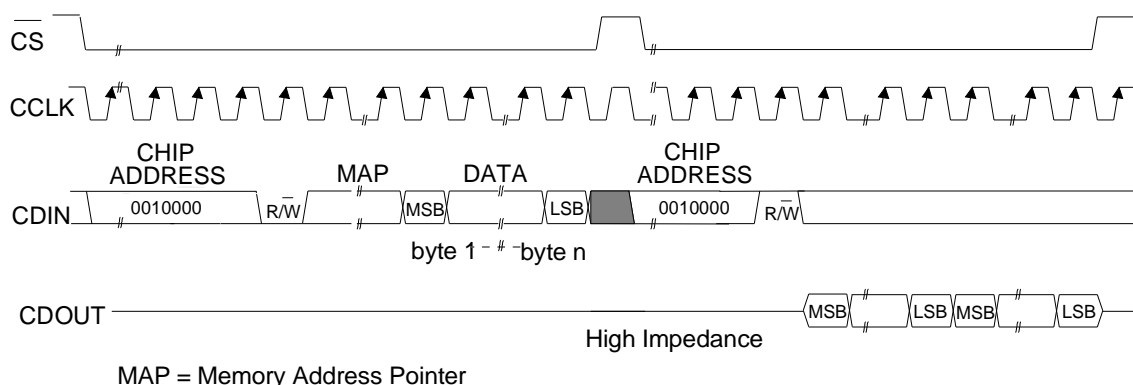 CS
CCLK
CHIP ADDRESS
MAP
DATA
CHIP ADDRESS
CDIN
0010000
R/W
MSB
LSB
0010000
R/W
byte 1
byte n
CDOUT
MSB
LSB
MSB
LSB
High Impedance
MAP = Memory Address Pointer